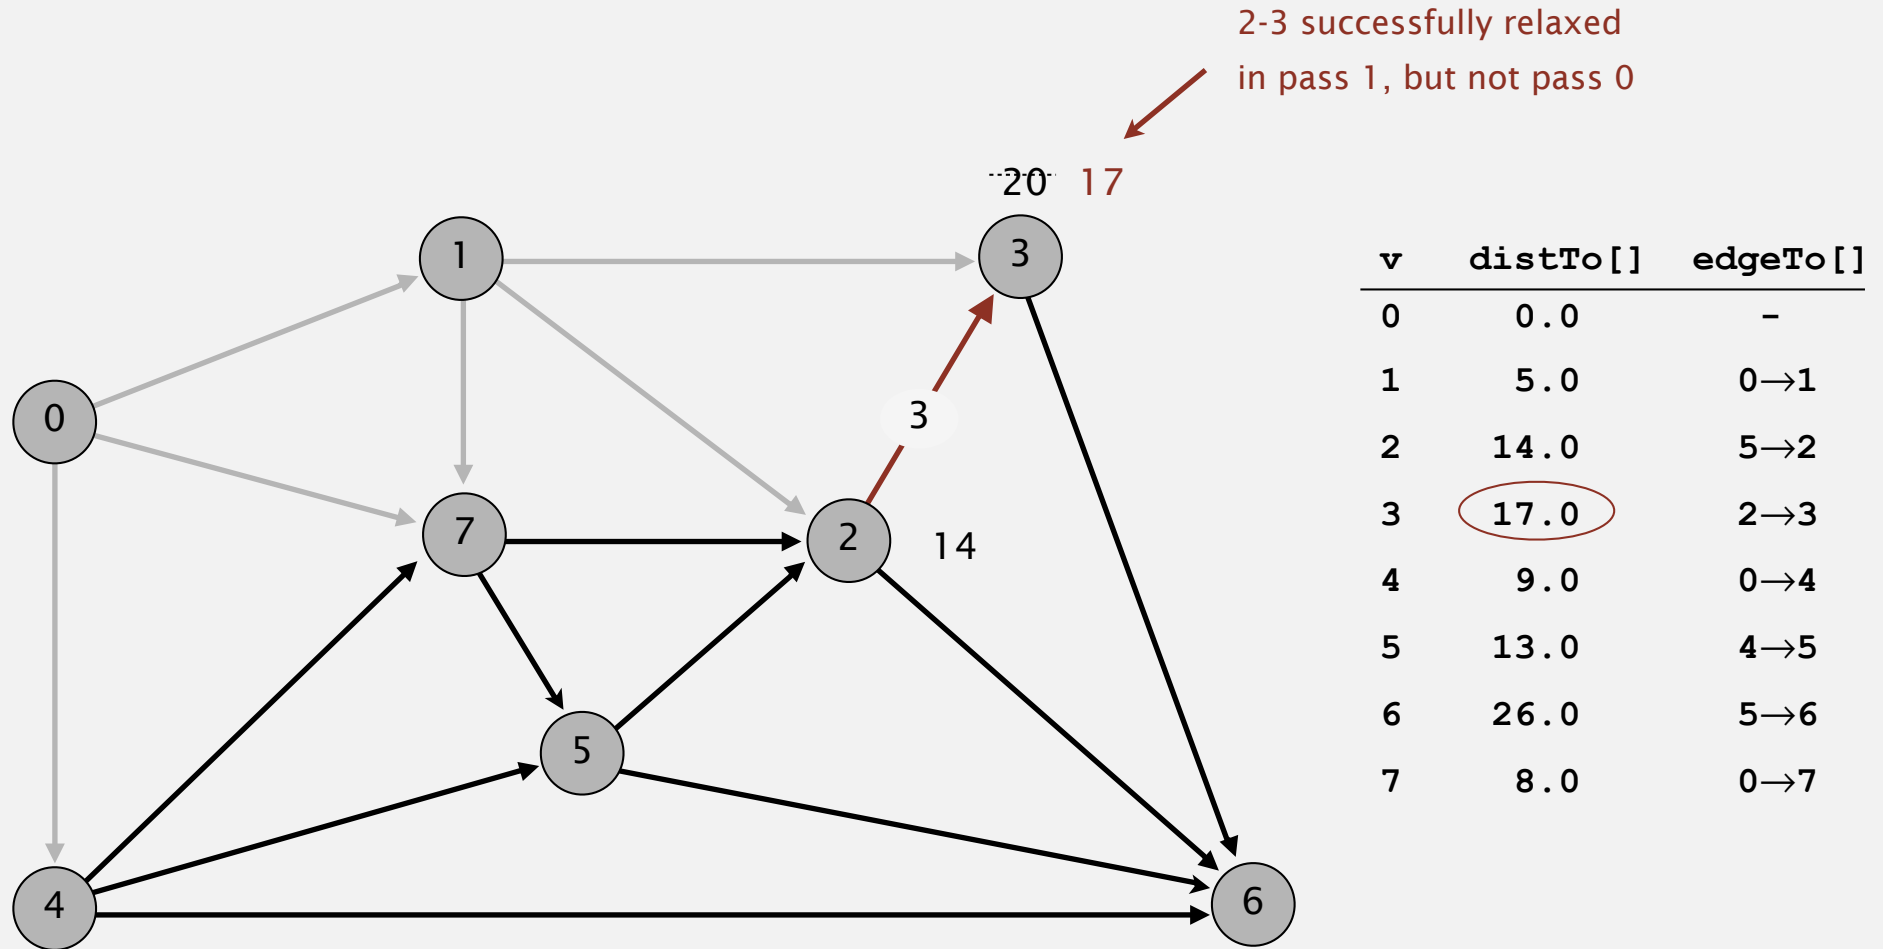 2-3 successfully relaxed
in pass 1, but not pass 0
20 17
1
3
0
3
7
2
14
5
4
6
v distTo[] edgeTo[]
0 0.0 -
1 5.0 0→1
2 14.0 5→2
3 17.0 2→3
4 9.0 0→4
5 13.0 4→5
6 26.0 5→6
7 8.0 0→7